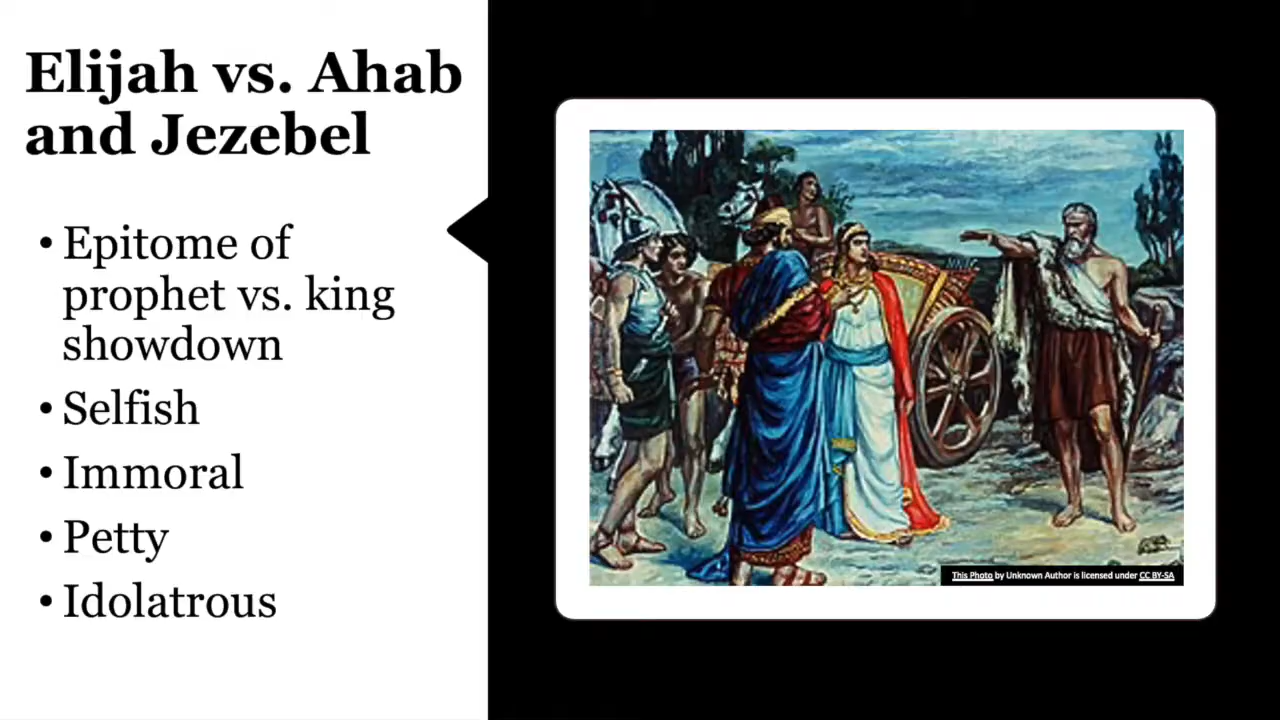 Elijah vs. Ahab
and Jezebel
• Epitome of
prophet vs. king
showdown
• Selfish
• Immoral
• Petty
• Idolatrous
This Photo by Unknown Author is licensed under CC BY-SA